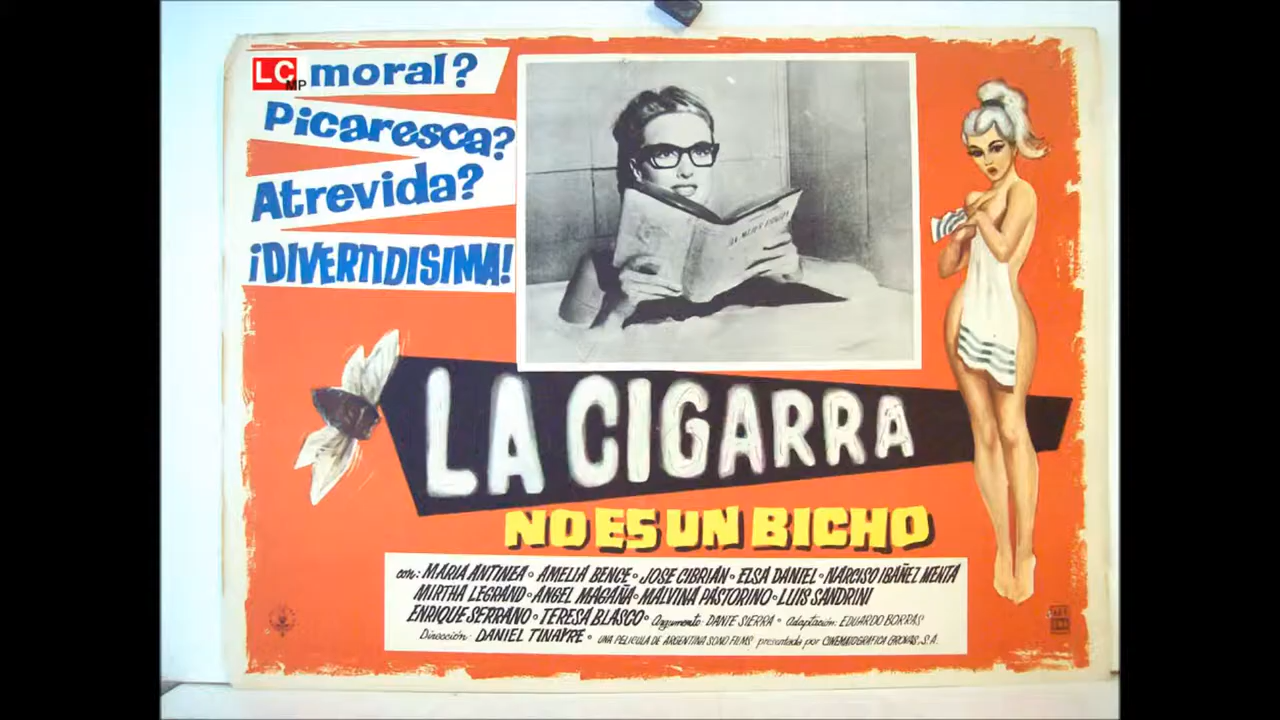 LC MP moral?
Picaresca?
Atrevida?
¡DIVERTIDISIMA!
LA CIGARRA
NO ES UN BICHO
con: MARIA ANTINEA · AMELIA BENCE · JOSE CIBRIÁN · ELSA DANIEL · NARCISO IBAÑEZ MENTA
MIRTHA LEGRAND · ANGEL MAGAÑA · MALVINA PASTORINO · LUIS SANDRINI
ENRIQUE SERRANO · TERESA BLASCO · Argumento: DANTE SIERRA · Adaptación: EDUARDO BORRAS
Dirección: DANIEL TINAYRE · UNA PELICULA DE ARGENTINA SONO FILMS presentada por CINEMATOGRAFICA GROVAS, S.A.